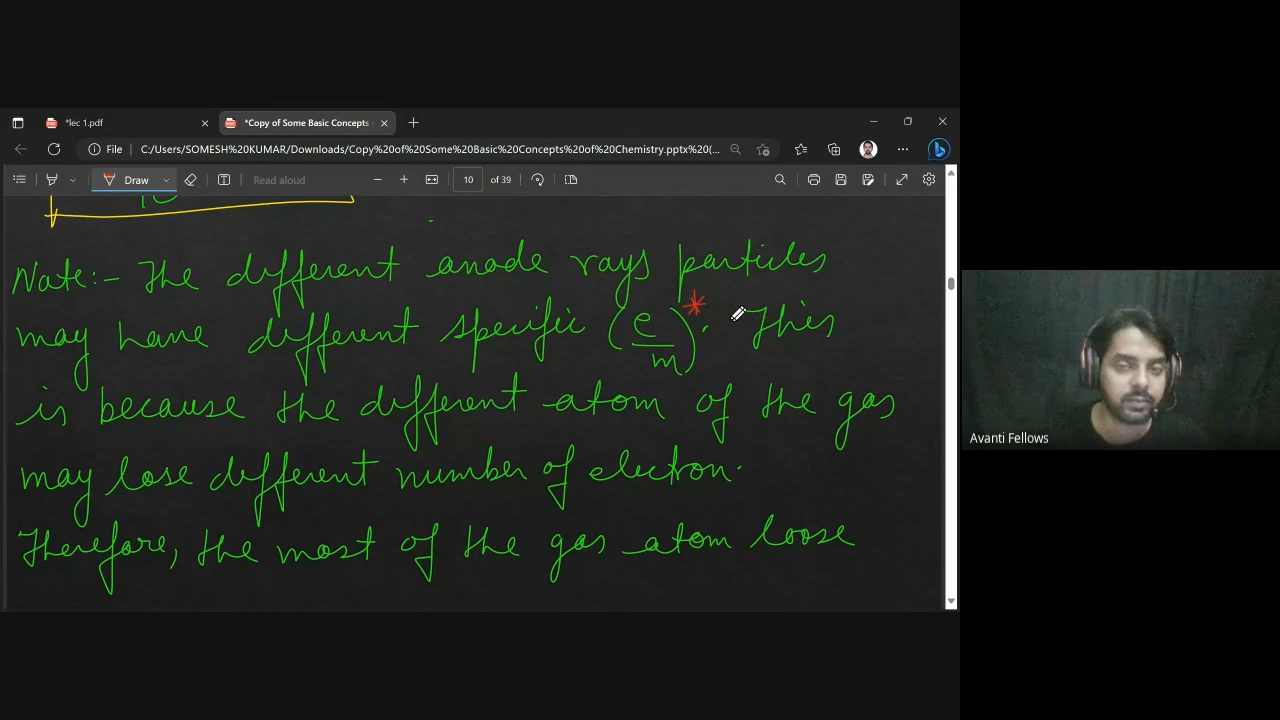 *lec 1.pdf
*Copy of Some Basic Concepts
File
C:/Users/SOMESH%20KUMAR/Downloads/Copy%20of%20Some%20Basic%20Concepts%20of%20Chemistry.pptx%20(...
Draw
Read aloud
10
of 39
Note:- The different anode rays particles
may have different specific (e/m)*. This
is because the different atom of the gas
may lose different number of electron.
Therefore, the most of the gas atom loose
Avanti Fellows